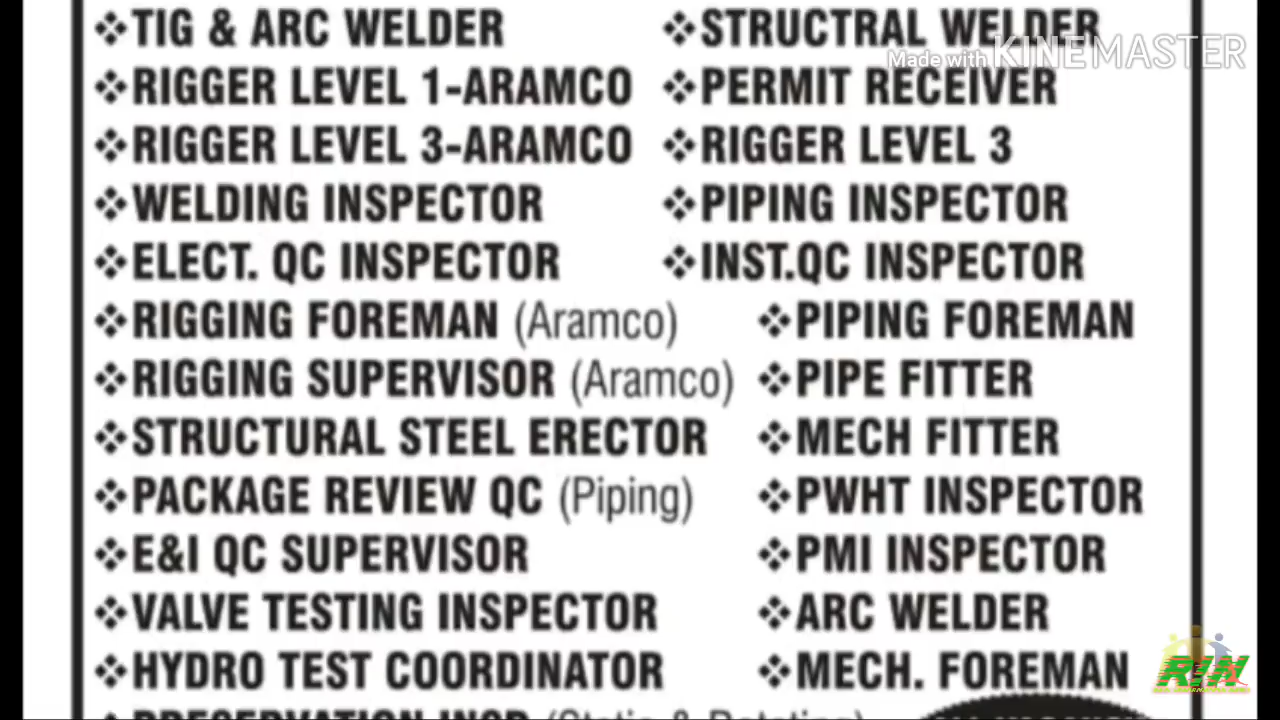 ❖TIG & ARC WELDER ❖STRUCTRAL WELDER
Made with KINEMASTER
❖RIGGER LEVEL 1-ARAMCO ❖PERMIT RECEIVER
❖RIGGER LEVEL 3-ARAMCO ❖RIGGER LEVEL 3
❖WELDING INSPECTOR ❖PIPING INSPECTOR
❖ELECT. QC INSPECTOR ❖INST.QC INSPECTOR
❖RIGGING FOREMAN (Aramco) ❖PIPING FOREMAN
❖RIGGING SUPERVISOR (Aramco) ❖PIPE FITTER
❖STRUCTURAL STEEL ERECTOR ❖MECH FITTER
❖PACKAGE REVIEW QC (Piping) ❖PWHT INSPECTOR
❖E&I QC SUPERVISOR ❖PMI INSPECTOR
❖VALVE TESTING INSPECTOR ❖ARC WELDER
❖HYDRO TEST COORDINATOR ❖MECH. FOREMAN